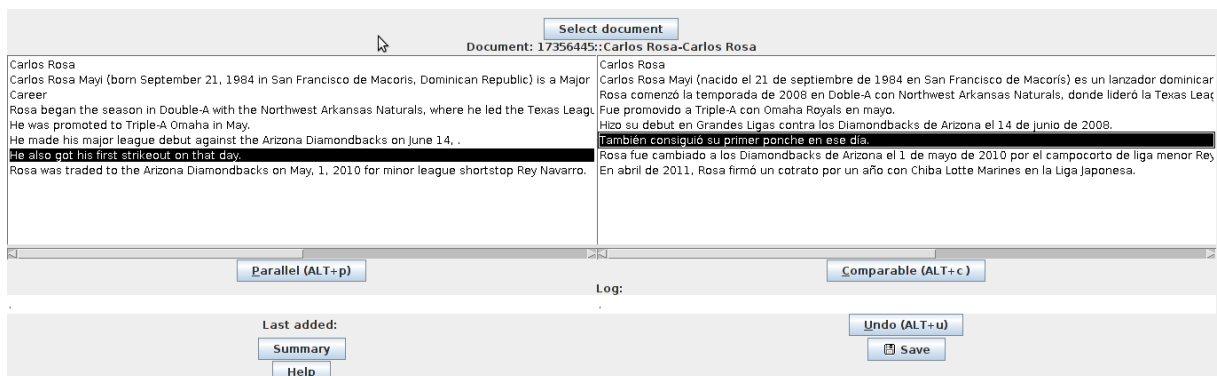 Select document
Document: 17356445::Carlos Rosa-Carlos Rosa
Carlos Rosa
Carlos Rosa Mayi (born September 21, 1984 in San Francisco de Macoris, Dominican Republic) is a Major
Career
Rosa began the season in Double-A with the Northwest Arkansas Naturals, where he led the Texas Leagu
He was promoted to Triple-A Omaha in May.
He made his major league debut against the Arizona Diamondbacks on June 14, .
He also got his first strikeout on that day.
Rosa was traded to the Arizona Diamondbacks on May, 1, 2010 for minor league shortstop Rey Navarro.
Carlos Rosa
Carlos Rosa Mayi (nacido el 21 de septiembre de 1984 en San Francisco de Macorís) es un lanzador dominicar
Rosa comenzó la temporada de 2008 en Doble-A con Northwest Arkansas Naturals, donde lideró la Texas Leag
Fue promovido a Triple-A con Omaha Royals en mayo.
Hizo su debut en Grandes Ligas contra los Diamondbacks de Arizona el 14 de junio de 2008.
También consiguió su primer ponche en ese día.
Rosa fue cambiado a los Diamondbacks de Arizona el 1 de mayo de 2010 por el campocorto de liga menor Rey
En abril de 2011, Rosa firmó un cotrato por un año con Chiba Lotte Marines en la Liga Japonesa.
Parallel (ALT+p)
Comparable (ALT+c )
Log:
.
.
Last added:
Undo (ALT+u)
Summary
Save
Help